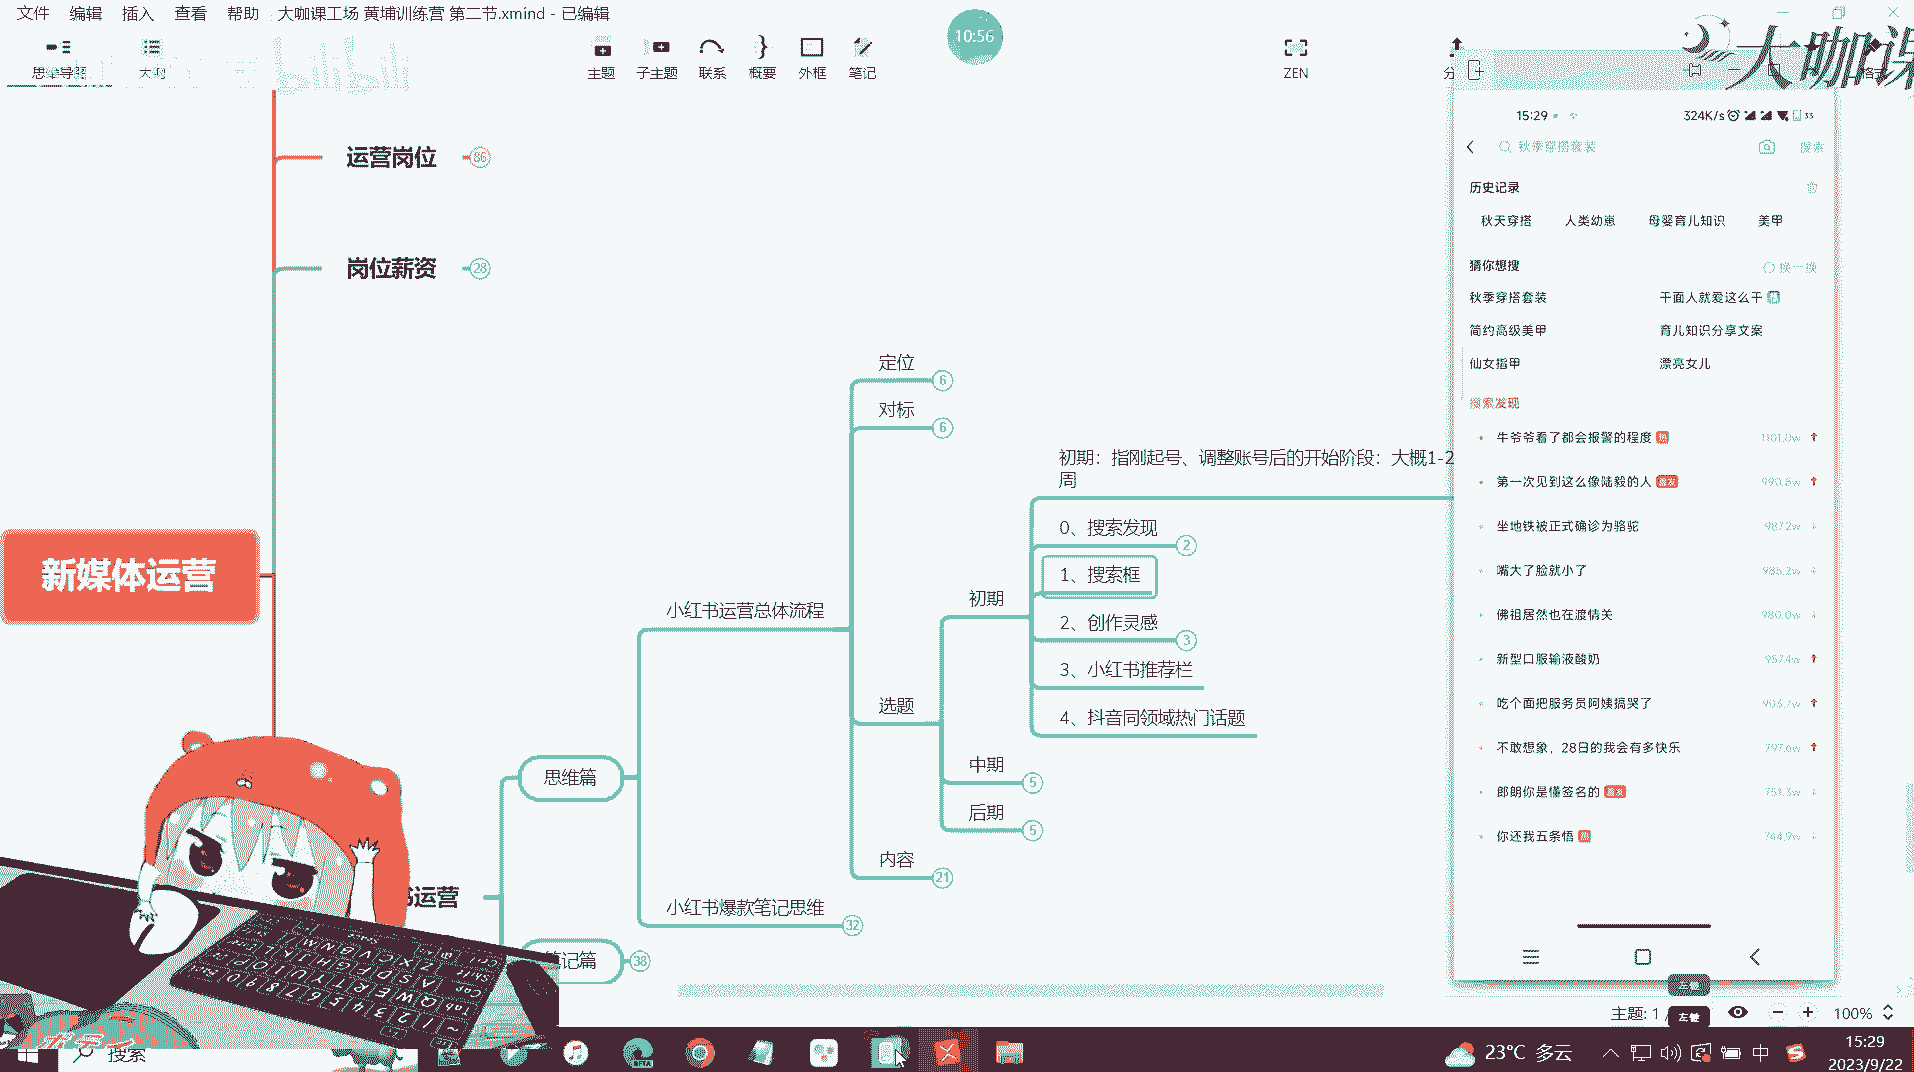 文件 编辑 插入 查看 帮助 大咖课工场 黄埔训练营 第二节.xmind - 已编辑
思维导图
主题 子主题 联系 概要 外框 笔记
10:56
ZEN
大咖课
运营岗位 86
岗位薪资 28
新媒体运营
思维篇
笔记篇 38
小红书运营总体流程
小红书爆款笔记思维 32
定位 6
对标 6
选题
内容 21
初期
中期 5
后期 5
初期：指刚起号、调整账号后的开始阶段：大概1-2
周
0、搜索发现 2
1、搜索框
2、创作灵感 3
3、小红书推荐栏
4、抖音同领域热门话题
15:29 324K/s 33
秋季穿搭套装 搜索
历史记录
秋天穿搭 人类幼崽 母婴育儿知识 美甲
猜你想搜 换一换
秋季穿搭套装 干面人就爱这么干
简约高级美甲 育儿知识分享文案
仙女指甲 漂亮女儿
搜索发现
牛爷爷看了都会报警的程度 热 1101.0w
第一次见到这么像陆毅的人 990.8w
坐地铁被正式确诊为骆驼 987.2w
嘴大了脸就小了 985.2w
佛祖居然也在渡情关 980.0w
新型口服输液酸奶 957.4w
吃个面把服务员阿姨搞哭了 903.7w
不敢想象，28日的我会有多快乐 797.6w
郎朗你是懂签名的 751.3w
你还我五条悟 热 744.9w
左键
左键
主题: 1 /
100%
搜索
23°C 多云
中
15:29
2023/9/22